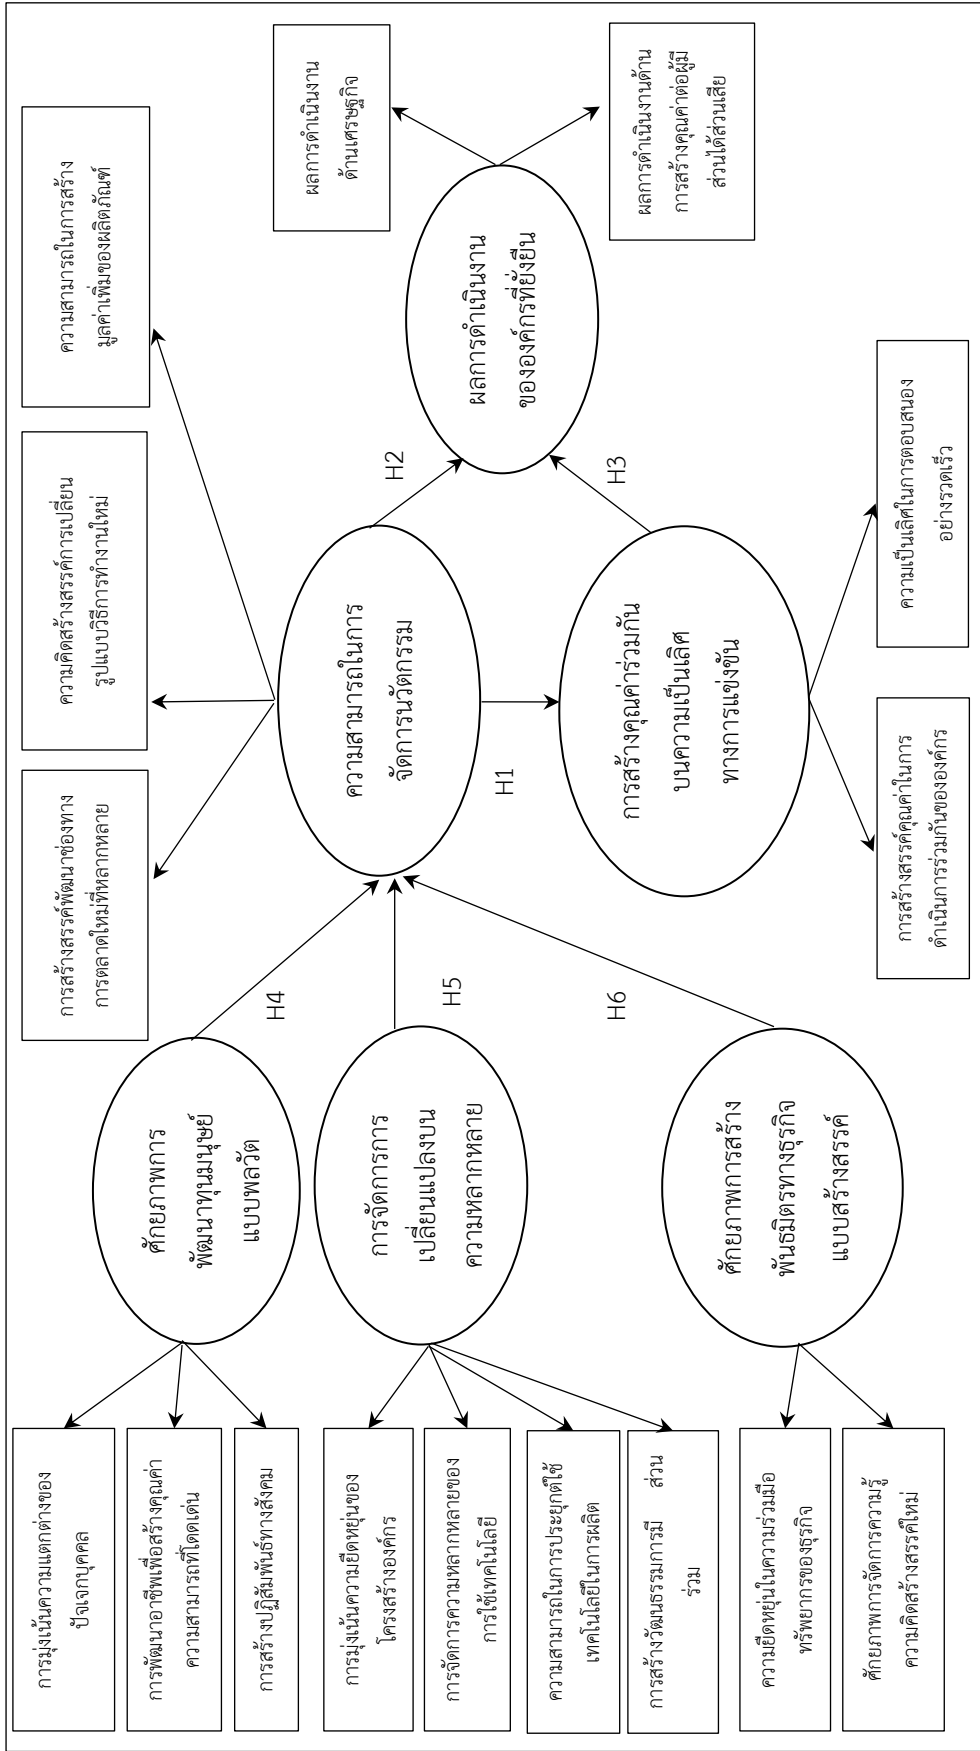 การมุ่งเน้นความแตกต่างของ
ปัจเจกบุคคล
การพัฒนาอาชีพเพื่อสร้างคุณค่า
ความสามารถที่โดดเด่น
การสร้างปฏิสัมพันธ์ทางสังคม
การมุ่งเน้นความยืดหยุ่นของ
โครงสร้างองค์กร
การจัดการความหลากหลายของ
การใช้เทคโนโลยี
ความสามารถในการประยุกต์ใช้
เทคโนโลยีในการผลิต
การสร้างวัฒนธรรมการมี ส่วน
ร่วม
ความยืดหยุ่นในความร่วมมือ
ทรัพยากรของธุรกิจ
ศักยภาพการจัดการความรู้
ความคิดสร้างสรรค์ใหม่
ศักยภาพการ
พัฒนาทุนมนุษย์
แบบพลวัต
การจัดการการ
เปลี่ยนแปลงบน
ความหลากหลาย
ศักยภาพการสร้าง
พันธมิตรทางธุรกิจ
แบบสร้างสรรค์
H4
H5
H6
การสร้างสรรค์พัฒนาช่องทาง
การตลาดใหม่ที่หลากหลาย
ความคิดสร้างสรรค์การเปลี่ยน
รูปแบบวิธีการทำงานใหม่
ความสามารถในการสร้าง
มูลค่าเพิ่มของผลิตภัณฑ์
ความสามารถในการ
จัดการนวัตกรรม
H1
การสร้างคุณค่าร่วมกัน
บนความเป็นเลิศ
ทางการแข่งขัน
การสร้างสรรค์คุณค่าในการ
ดำเนินการร่วมกันขององค์กร
ความเป็นเลิศในการตอบสนอง
อย่างรวดเร็ว
H2
H3
ผลการดำเนินงาน
ขององค์กรที่ยั่งยืน
ผลการดำเนินงาน
ด้านเศรษฐกิจ
ผลการดำเนินงานด้าน
การสร้างคุณค่าต่อผู้มี
ส่วนได้ส่วนเสีย